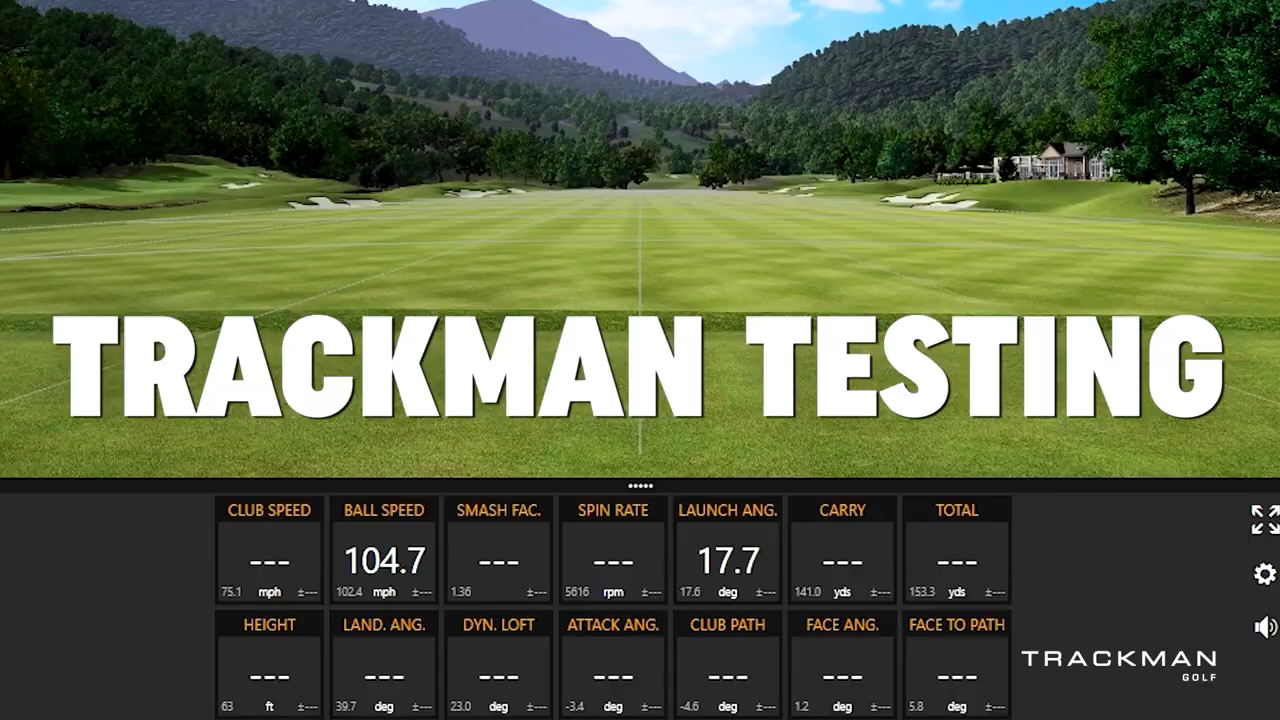 TRACKMAN TESTING
CLUB SPEED BALL SPEED SMASH FAC. SPIN RATE LAUNCH ANG. CARRY TOTAL
--- 104.7 --- --- 17.7 --- ---
75.1 mph ±--- 102.4 mph ±--- 1.36 ±--- 5616 rpm ±--- 17.6 deg ±--- 141.0 yds ±--- 153.3 yds ±---
HEIGHT LAND. ANG. DYN. LOFT ATTACK ANG. CLUB PATH FACE ANG. FACE TO PATH
--- --- --- --- --- --- ---
63 ft ±--- 39.7 deg ±--- 23.0 deg ±--- -3.4 deg ±--- -4.6 deg ±--- 1.2 deg ±--- 5.8 deg ±---
TRACKMAN
GOLF